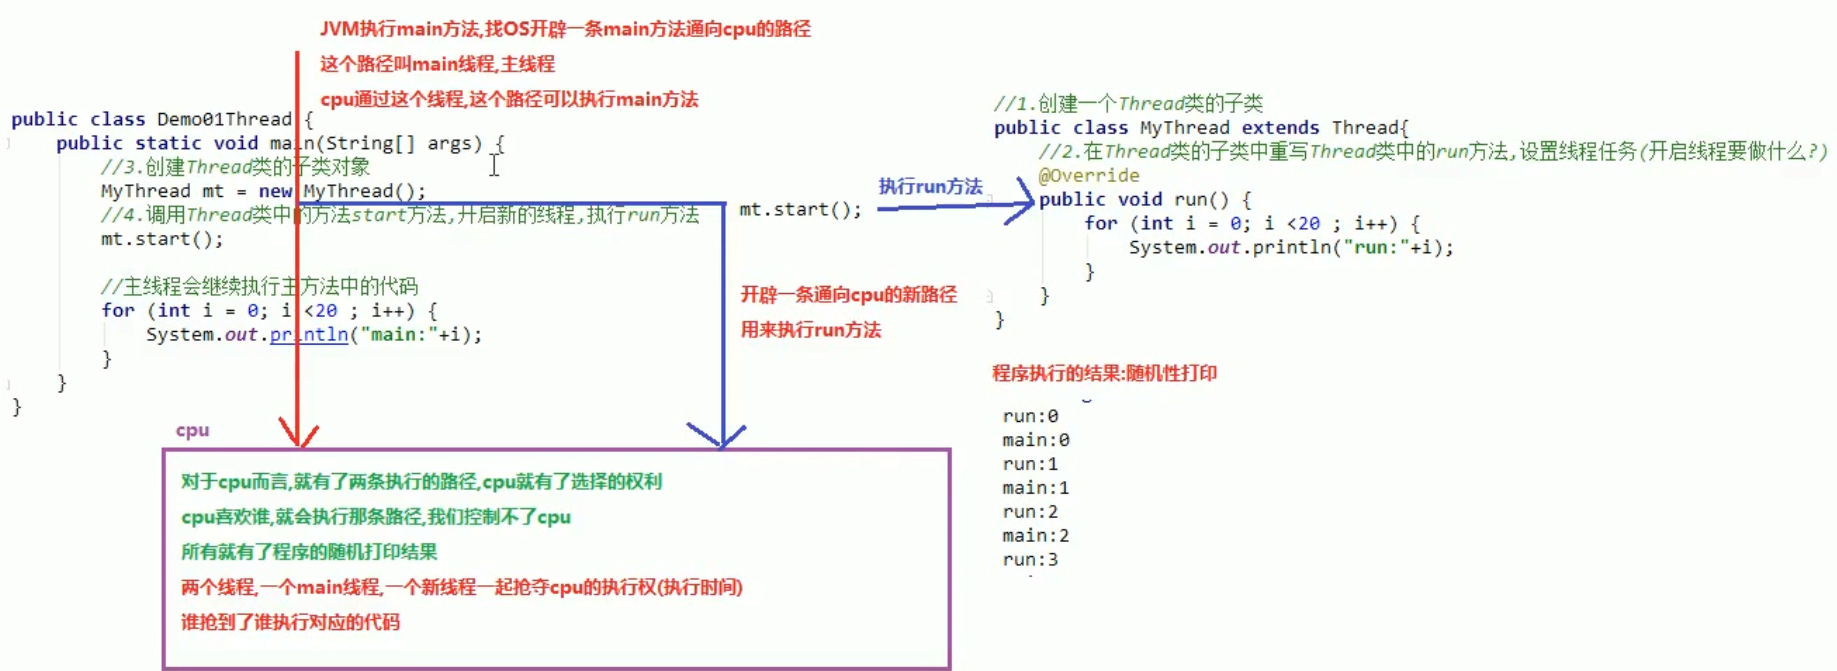 JVM执行main方法,找OS开辟一条main方法通向cpu的路径
这个路径叫main线程,主线程
cpu通过这个线程,这个路径可以执行main方法
public class Demo01Thread {
public static void main(String[] args) {
//3.创建Thread类的子类对象
MyThread mt = new MyThread();
//4.调用Thread类中的方法start方法,开启新的线程,执行run方法
mt.start();
//主线程会继续执行主方法中的代码
for (int i = 0; i <20 ; i++) {
System.out.println("main:"+i);
}
}
}
mt.start();
执行run方法
开辟一条通向cpu的新路径
用来执行run方法
//1.创建一个Thread类的子类
public class MyThread extends Thread{
//2.在Thread类的子类中重写Thread类中的run方法,设置线程任务(开启线程要做什么?)
@Override
public void run() {
for (int i = 0; i <20 ; i++) {
System.out.println("run:"+i);
}
}
}
程序执行的结果:随机性打印
run:0
main:0
run:1
main:1
run:2
main:2
run:3
cpu
对于cpu而言,就有了两条执行的路径,cpu就有了选择的权利
cpu喜欢谁,就会执行那条路径,我们控制不了cpu
所有就有了程序的随机打印结果
两个线程,一个main线程,一个新线程一起抢夺cpu的执行权(执行时间)
谁抢到了谁执行对应的代码